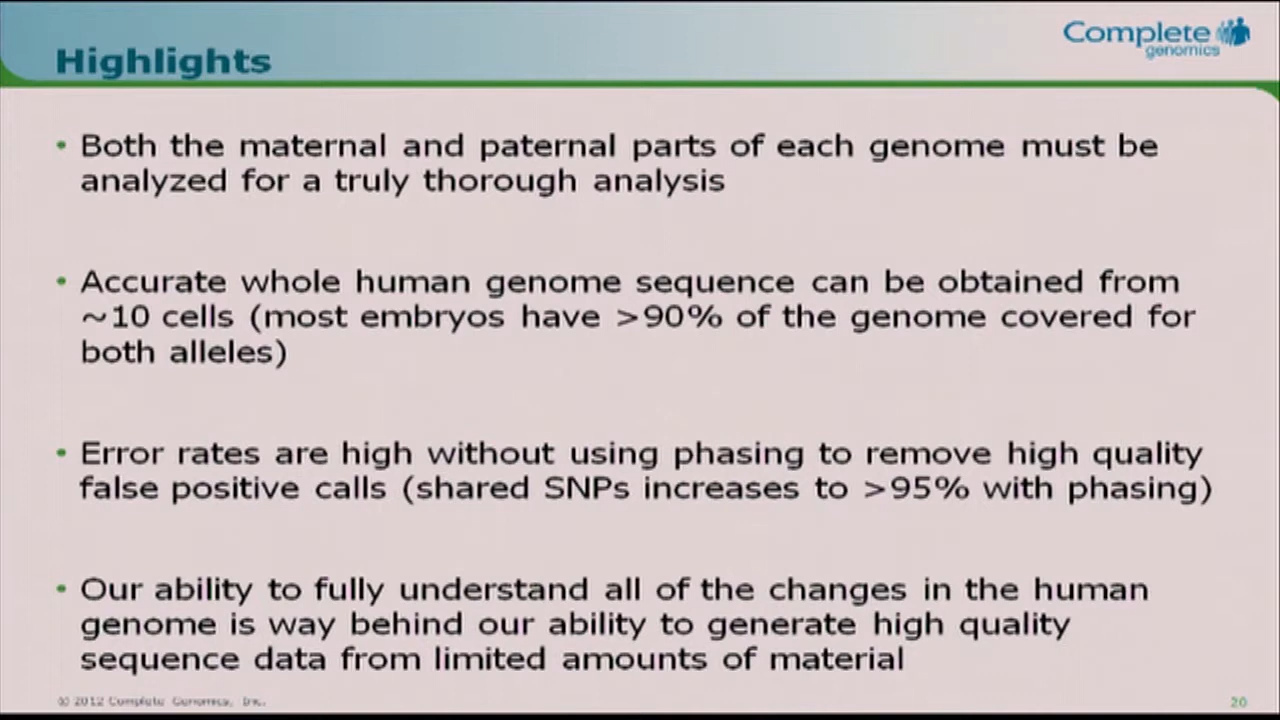 Highlights
Complete
genomics
• Both the maternal and paternal parts of each genome must be
analyzed for a truly thorough analysis
• Accurate whole human genome sequence can be obtained from
~10 cells (most embryos have >90% of the genome covered for
both alleles)
• Error rates are high without using phasing to remove high quality
false positive calls (shared SNPs increases to >95% with phasing)
• Our ability to fully understand all of the changes in the human
genome is way behind our ability to generate high quality
sequence data from limited amounts of material
© 2012 Complete Genomics, Inc.
20